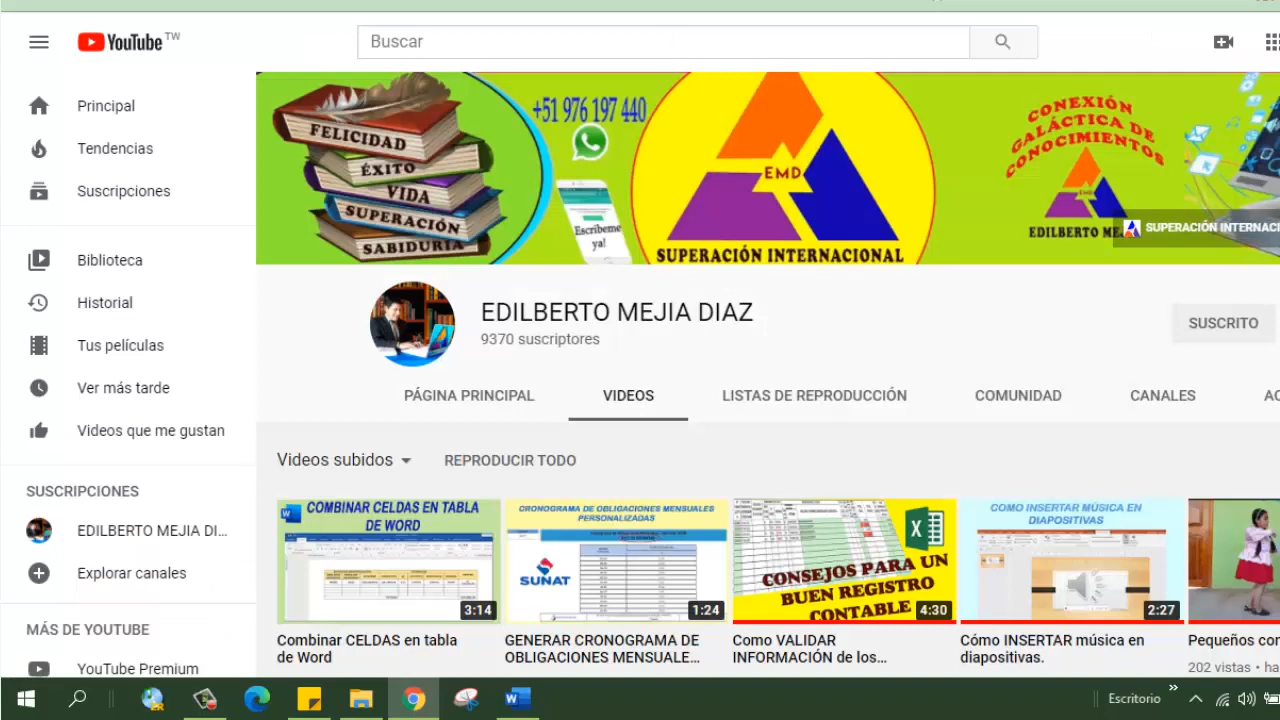 YouTube TW
Buscar
Principal
Tendencias
Suscripciones
Biblioteca
Historial
Tus películas
Ver más tarde
Videos que me gustan
SUSCRIPCIONES
EDILBERTO MEJIA DI...
Explorar canales
MÁS DE YOUTUBE
YouTube Premium
FELICIDAD
ÉXITO
VIDA
SUPERACIÓN
SABIDURIA
+51 976 197 440
Escribeme
ya!
EMD
SUPERACIÓN INTERNACIONAL
CONEXIÓN
GALÁCTICA DE
CONOCIMIENTOS
EMD
EDILBERTO ME
SUPERACIÓN INTERNACI
EDILBERTO MEJIA DIAZ
9370 suscriptores
SUSCRITO
PÁGINA PRINCIPAL
VIDEOS
LISTAS DE REPRODUCCIÓN
COMUNIDAD
CANALES
AC
Videos subidos
REPRODUCIR TODO
COMBINAR CELDAS EN TABLA
DE WORD
3:14
Combinar CELDAS en tabla
de Word
CRONOGRAMA DE OBLIGACIONES MENSUALES
PERSONALIZADAS
SUNAT
1:24
GENERAR CRONOGRAMA DE
OBLIGACIONES MENSUALE...
CONSEJOS PARA UN
BUEN REGISTRO
CONTABLE
4:30
Como VALIDAR
INFORMACIÓN de los...
COMO INSERTAR MÚSICA EN
DIAPOSITIVAS
2:27
Cómo INSERTAR música en
diapositivas.
Pequeños con
202 vistas • ha
Escritorio